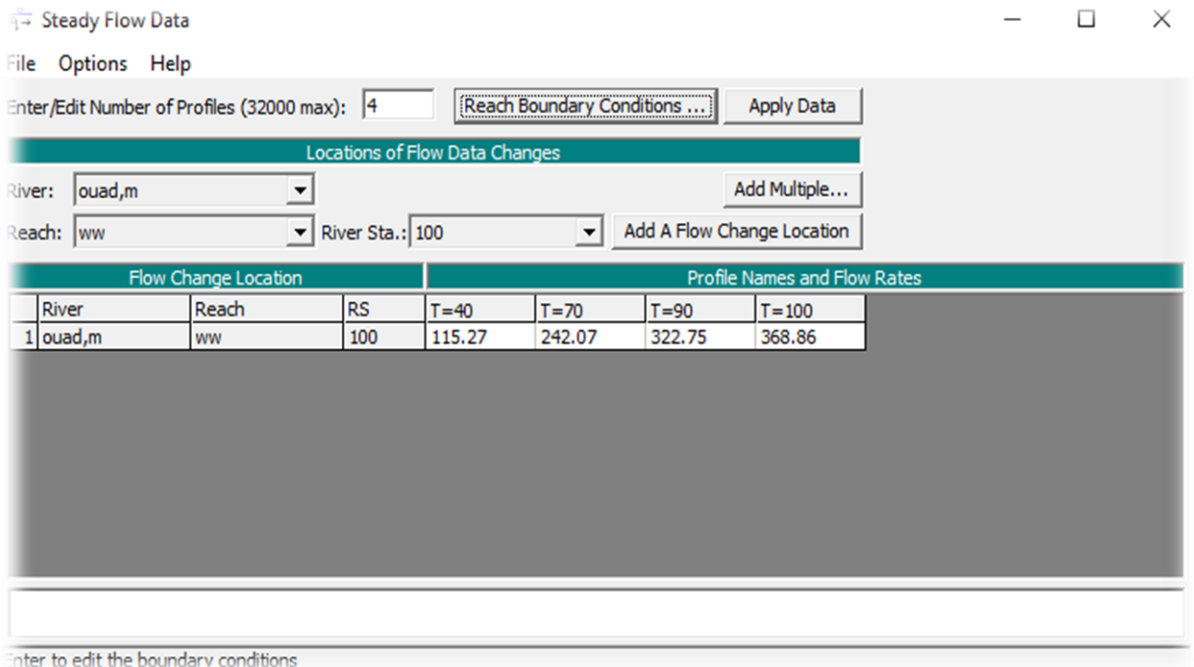 Steady Flow Data
File Options Help
Enter/Edit Number of Profiles (32000 max): 4 Reach Boundary Conditions ... Apply Data
Locations of Flow Data Changes
River: ouad,m Add Multiple...
Reach: ww River Sta.: 100 Add A Flow Change Location
Flow Change Location Profile Names and Flow Rates
River Reach RS T=40 T=70 T=90 T=100
1 ouad,m ww 100 115.27 242.07 322.75 368.86
Enter to edit the boundary conditions